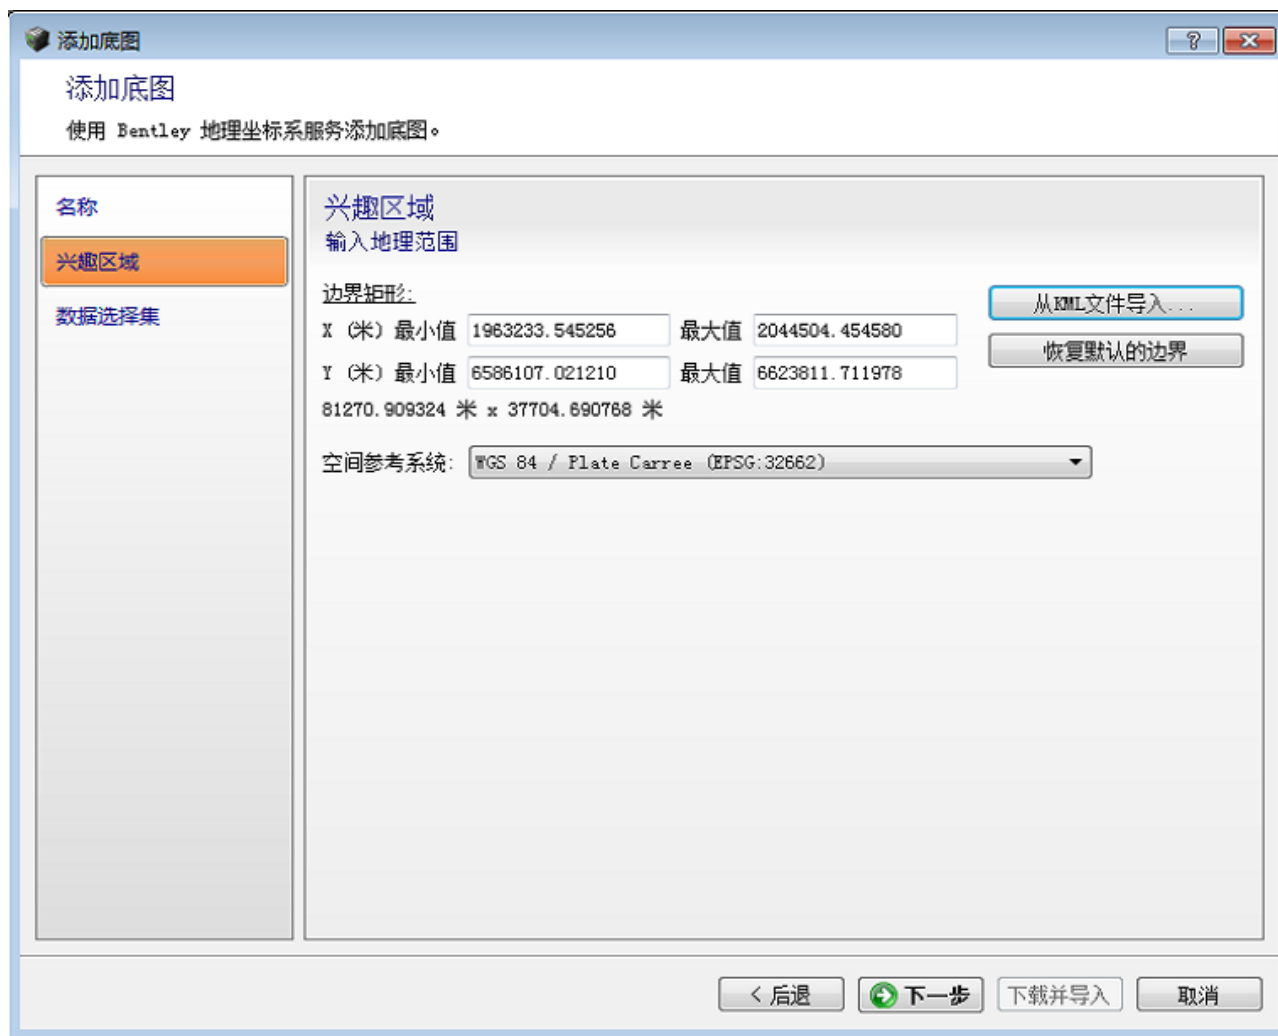 添加底图
添加底图
使用 Bentley 地理坐标系服务添加底图。
名称
兴趣区域
数据选择集
兴趣区域
输入地理范围
边界矩形:
X (米) 最小值 1963233.545256 最大值 2044504.454580
Y (米) 最小值 6586107.021210 最大值 6623811.711978
81270.909324 米 x 37704.690768 米
从KML文件导入...
恢复默认的边界
空间参考系统: WGS 84 / Plate Carree (EPSG:32662)
< 后退
下一步
下载并导入
取消